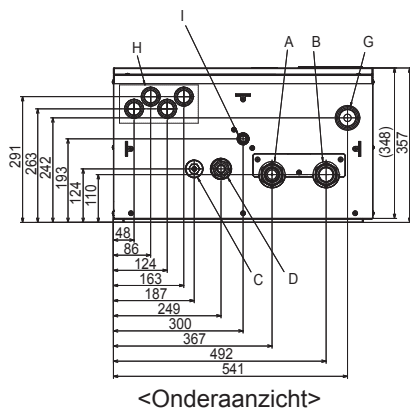 H
I
A
B
G
291
263
242
193
124
110
(348)
357
48
86
124
163
187
249
300
367
492
541
C
D
<Onderaanzicht>